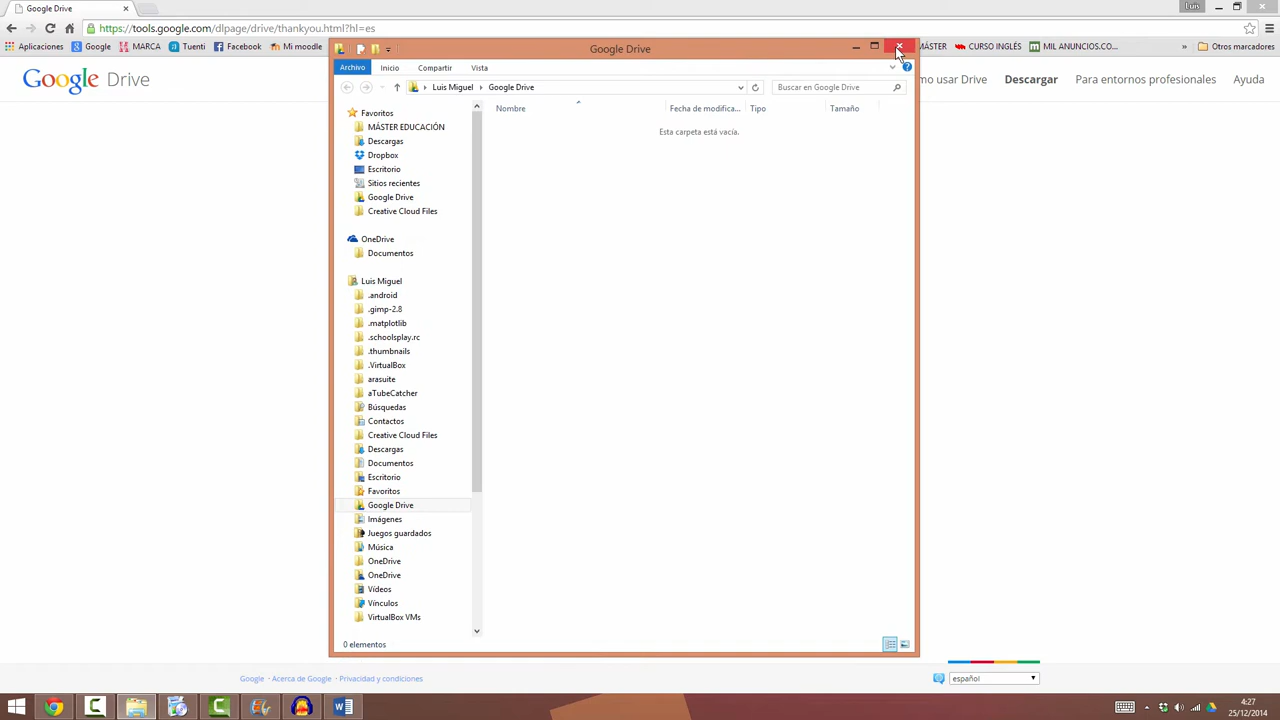 Google Drive
Luis
https://tools.google.com/dlpage/drive/thankyou.html?hl=es
Aplicaciones Google MARCA Tuenti Facebook Mi moodle MÁSTER CURSO INGLÉS MIL ANUNCIOS.CO... » Otros marcadores
Google Drive
Google Drive mo usar Drive Descargar Para entornos profesionales Ayuda
Archivo Inicio Compartir Vista
Luis Miguel Google Drive Buscar en Google Drive
Nombre Fecha de modifica... Tipo Tamaño
Esta carpeta está vacía.
Favoritos
MÁSTER EDUCACIÓN
Descargas
Dropbox
Escritorio
Sitios recientes
Google Drive
Creative Cloud Files
OneDrive
Documentos
Luis Miguel
.android
.gimp-2.8
.matplotlib
.schoolsplay.rc
.thumbnails
.VirtualBox
arasuite
aTubeCatcher
Búsquedas
Contactos
Creative Cloud Files
Descargas
Documentos
Escritorio
Favoritos
Google Drive
Imágenes
Juegos guardados
Música
OneDrive
OneDrive
Vídeos
Vínculos
VirtualBox VMs
0 elementos
Google Acerca de Google Privacidad y condiciones español
4:27
25/12/2014